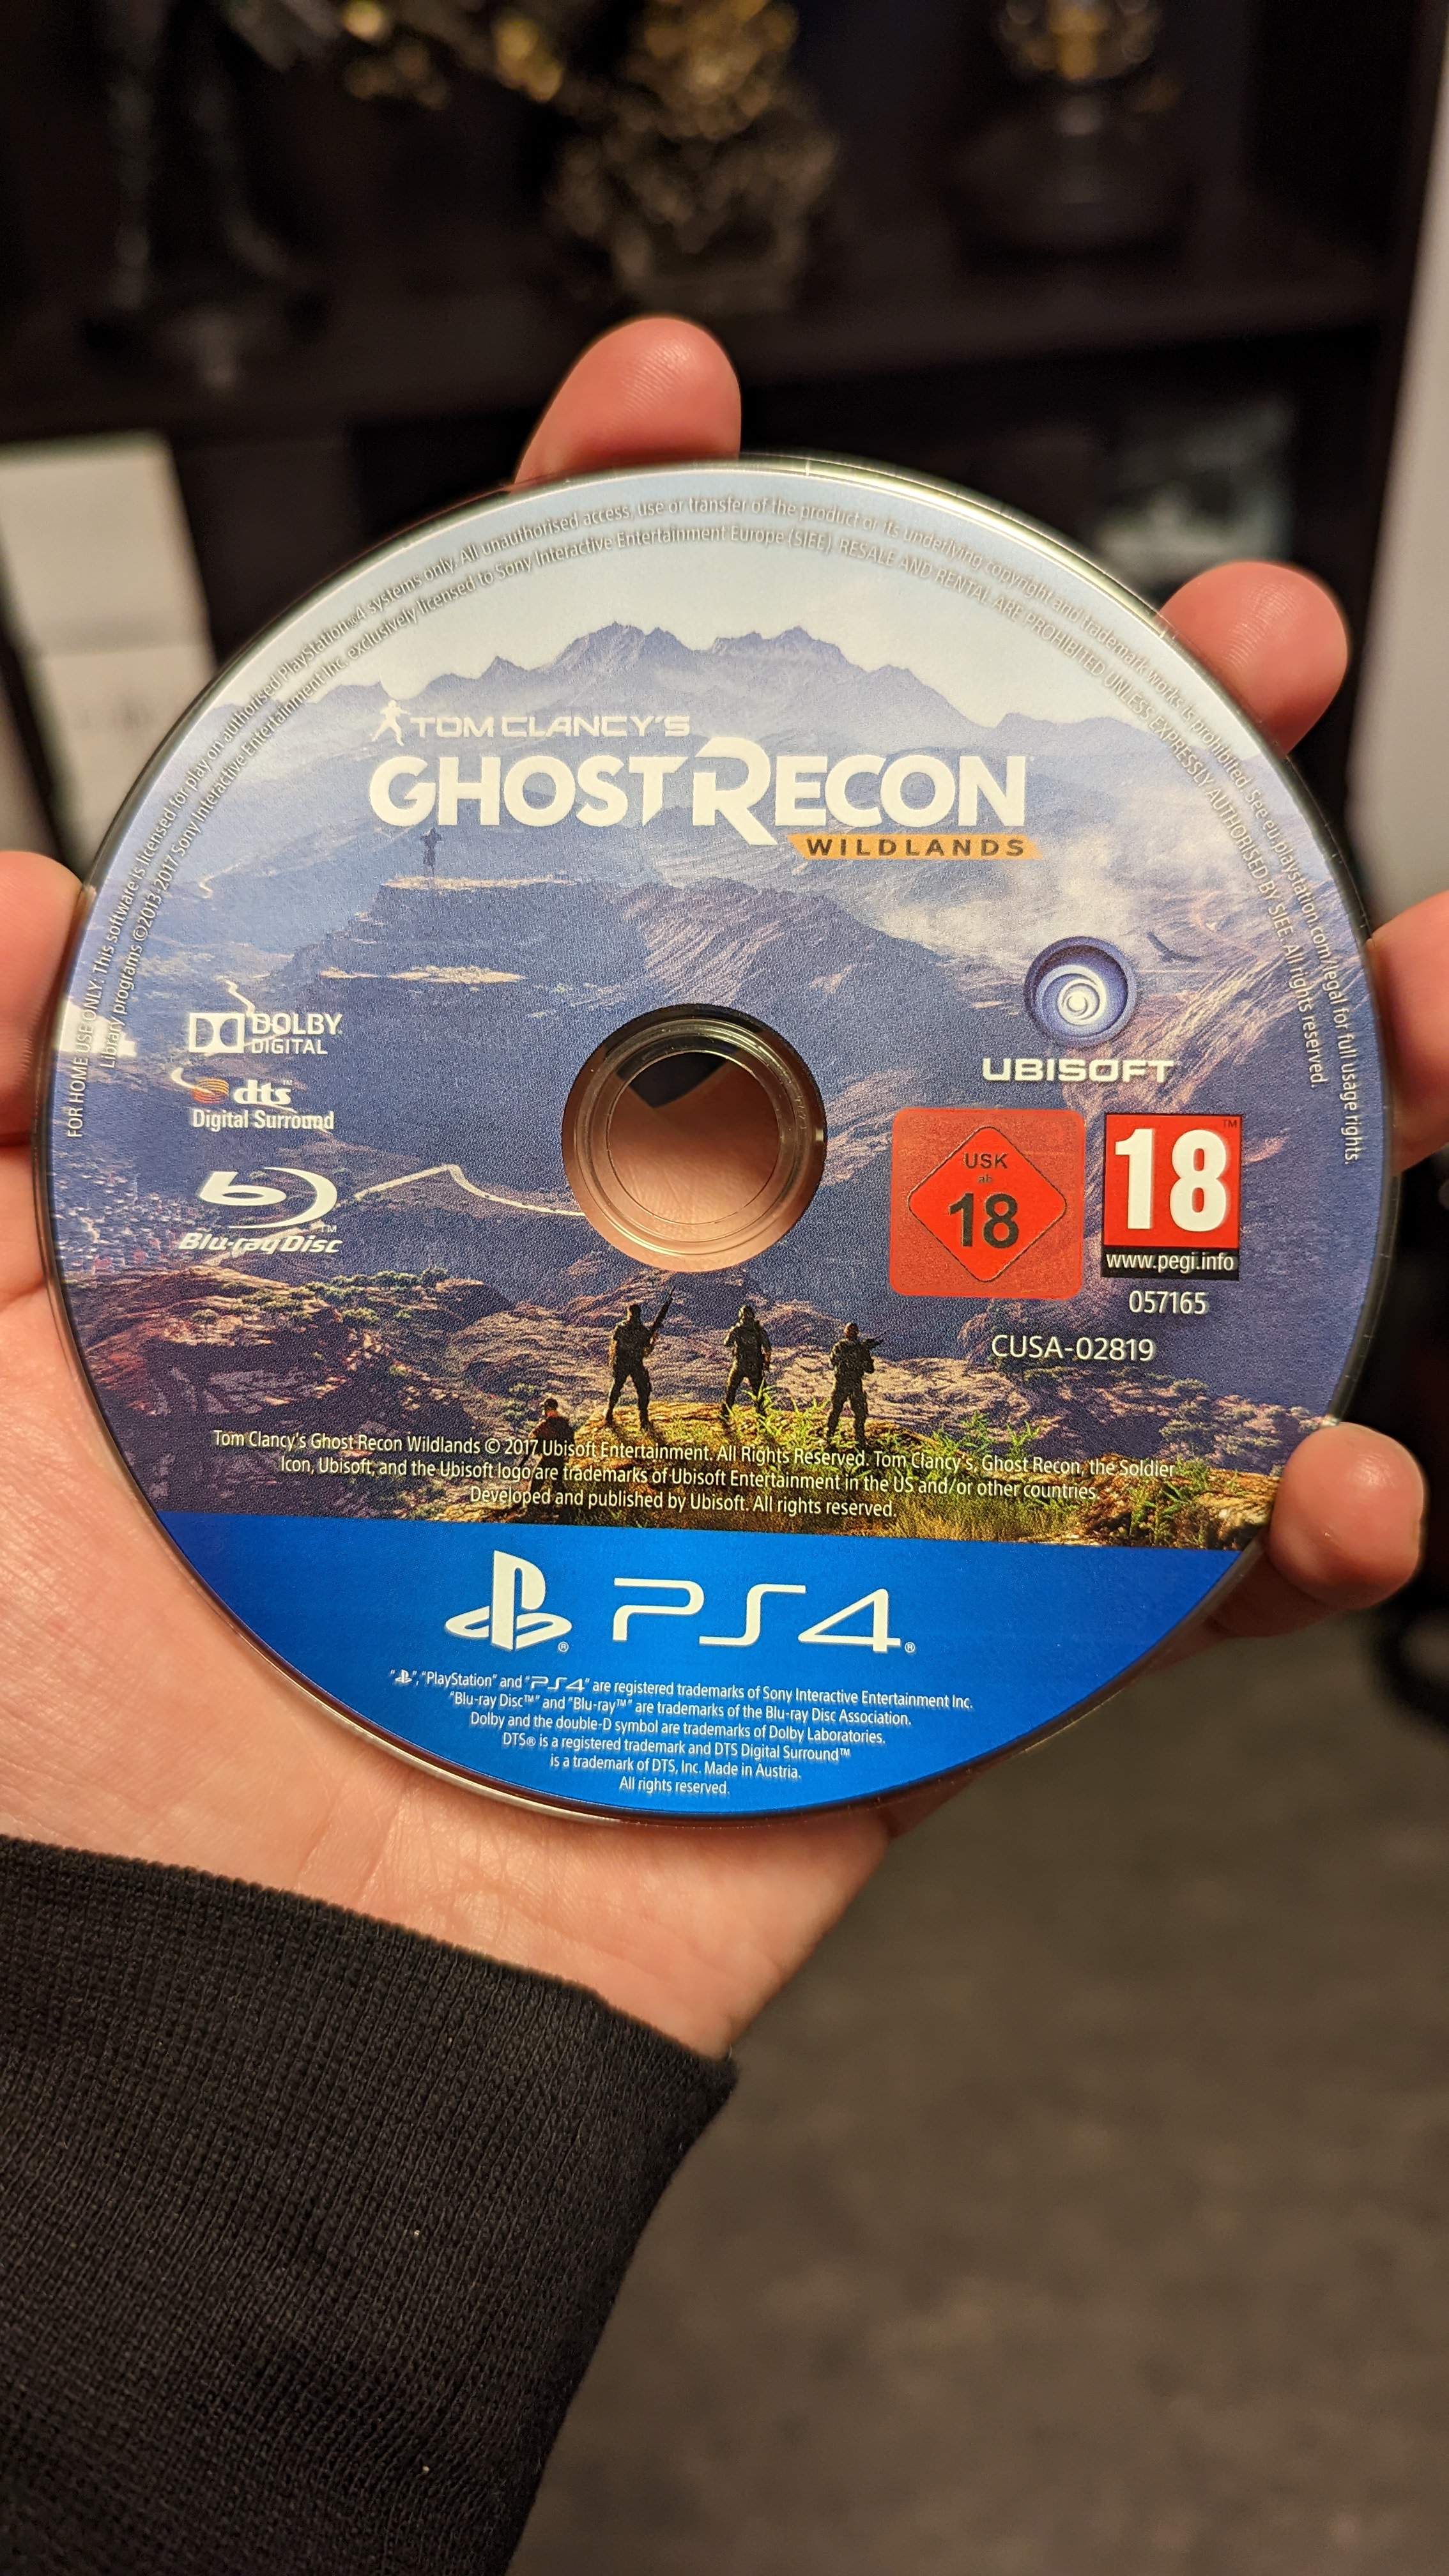 FOR HOME USE ONLY. This software is licensed for play on authorised PlayStation®4 systems only. All unauthorised access, use or transfer of the product or its underlying copyright and trademark works is prohibited. See eu.playstation.com/legal for full usage rights.
Library programs ©2013-2017 Sony Interactive Entertainment Inc. exclusively licensed to Sony Interactive Entertainment Europe (SIEE). RESALE AND RENTAL ARE PROHIBITED UNLESS EXPRESSLY AUTHORISED BY SIEE. All rights reserved.
TOM CLANCY'S
GHOST RECON
WILDLANDS
DOLBY
DIGITAL
dts™
Digital Surround
Blu-ray Disc™
UBISOFT
USK
ab
18
18™
www.pegi.info
057165
CUSA-02819
Tom Clancy's Ghost Recon Wildlands © 2017 Ubisoft Entertainment. All Rights Reserved. Tom Clancy's, Ghost Recon, the Soldier
Icon, Ubisoft, and the Ubisoft logo are trademarks of Ubisoft Entertainment in the US and/or other countries.
Developed and published by Ubisoft. All rights reserved.
® PS4®
" ", "PlayStation" and "PS4" are registered trademarks of Sony Interactive Entertainment Inc.
"Blu-ray Disc™" and "Blu-ray™" are trademarks of the Blu-ray Disc Association.
Dolby and the double-D symbol are trademarks of Dolby Laboratories.
DTS® is a registered trademark and DTS Digital Surround™
is a trademark of DTS, Inc. Made in Austria.
All rights reserved.